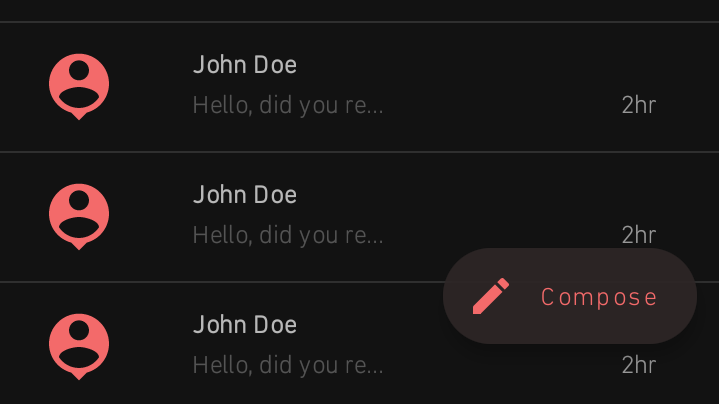 John Doe
Hello, did you re...
2hr
John Doe
Hello, did you re...
2hr
Compose
John Doe
Hello, did you re...
2hr